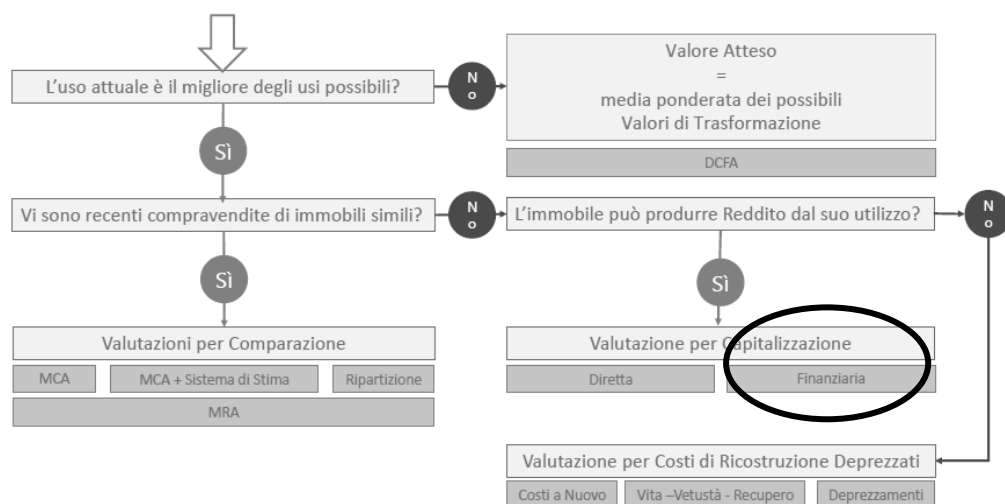 L'uso attuale è il migliore degli usi possibili?
N
o
Valore Atteso
=
media ponderata dei possibili
Valori di Trasformazione
DCFA
Sì
Vi sono recenti compravendite di immobili simili?
N
o
L'immobile può produrre Reddito dal suo utilizzo?
N
o
Sì
Sì
Valutazioni per Comparazione
MCA
MCA + Sistema di Stima
Ripartizione
MRA
Valutazione per Capitalizzazione
Diretta
Finanziaria
Valutazione per Costi di Ricostruzione Deprezzati
Costi a Nuovo
Vita –Vetustà - Recupero
Deprezzamenti